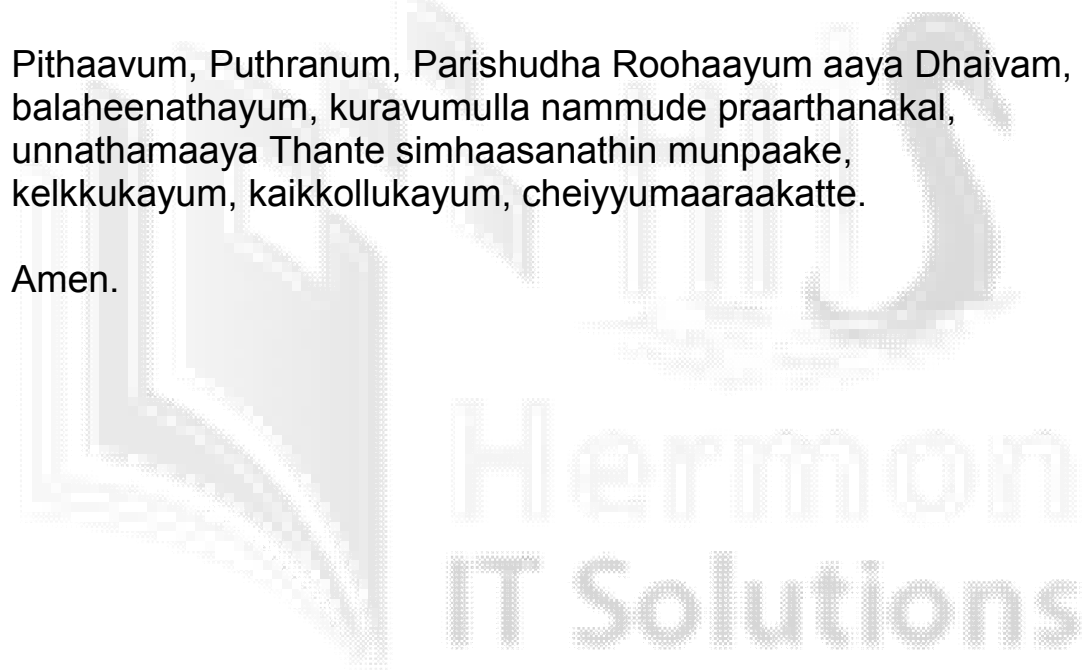 Pithaavum, Puthranum, Parishudha Roohaayum aaya Dhaivam,
balaheenathayum, kuravumulla nammude praarthanakal,
unnathamaaya Thante simhaasanathin munpaake,
kelkkukayum, kaikkollukayum, cheiyyumaaraakatte.
Amen.
Hermon
IT Solutions